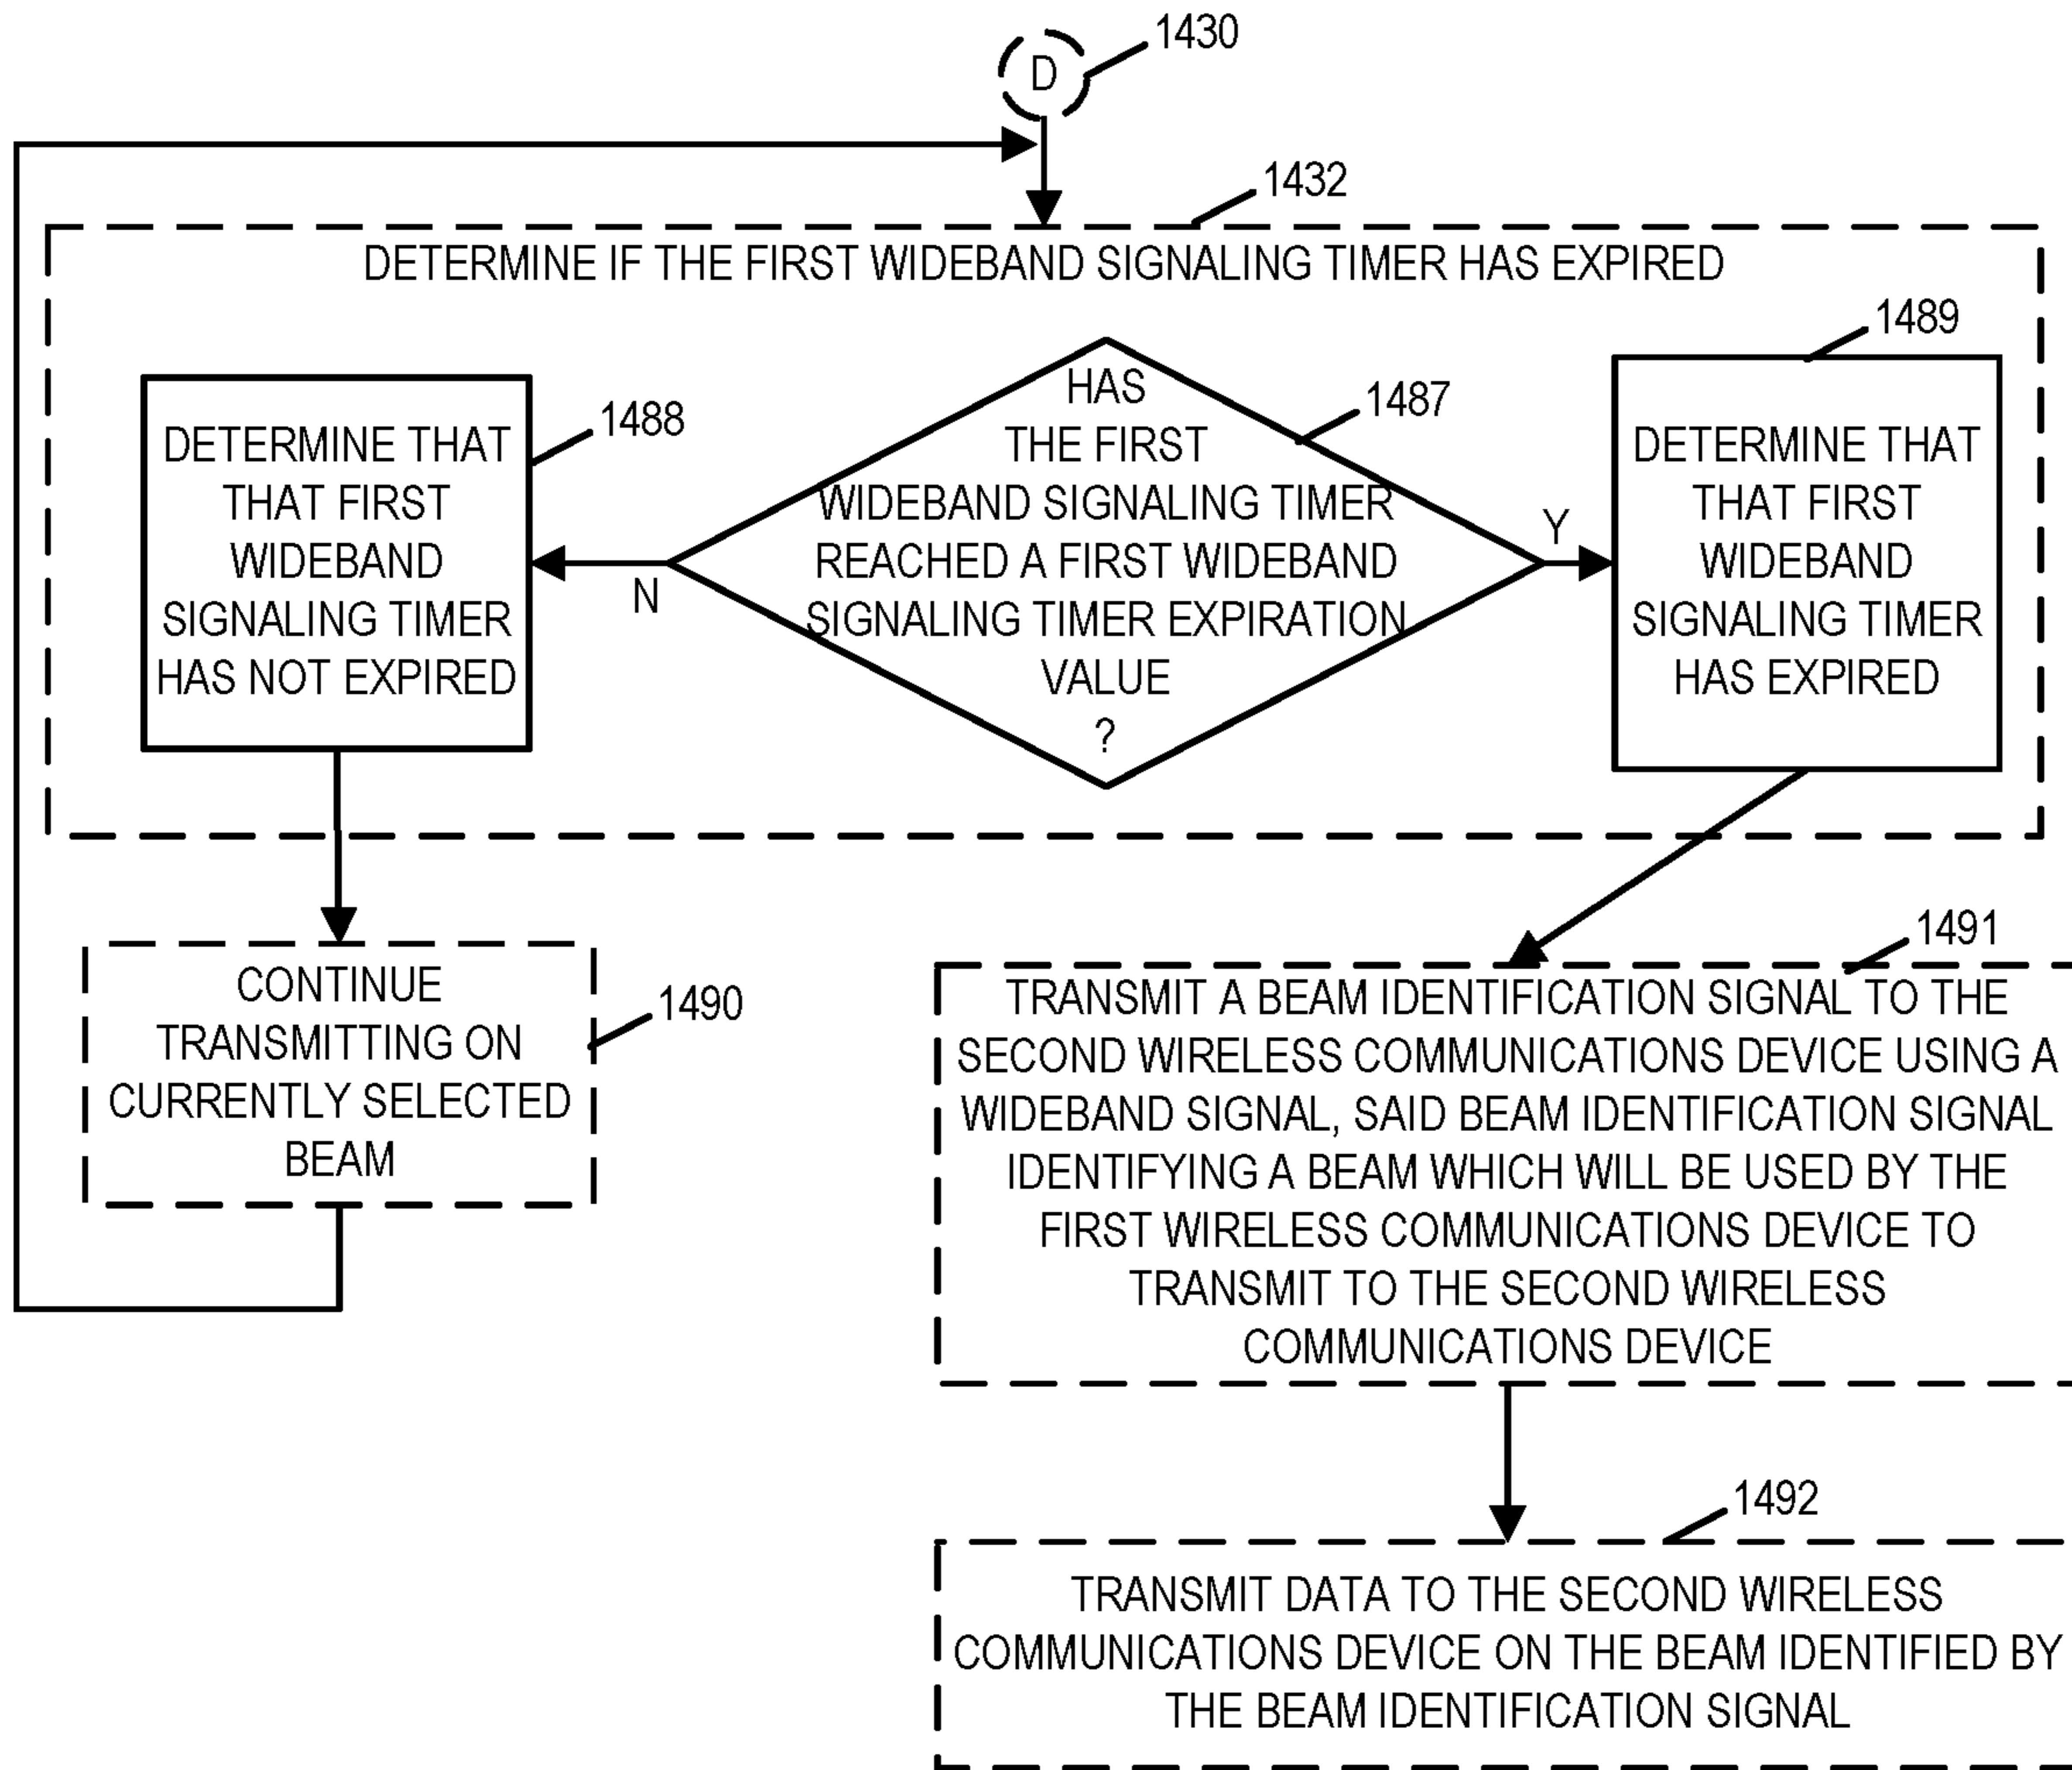 D
1430
1432
DETERMINE IF THE FIRST WIDEBAND SIGNALING TIMER HAS EXPIRED
1488
DETERMINE THAT
THAT FIRST
WIDEBAND
SIGNALING TIMER
HAS NOT EXPIRED
N
1487
HAS
THE FIRST
WIDEBAND SIGNALING TIMER
REACHED A FIRST WIDEBAND
SIGNALING TIMER EXPIRATION
VALUE
?
Y
1489
DETERMINE THAT
THAT FIRST
WIDEBAND
SIGNALING TIMER
HAS EXPIRED
1490
CONTINUE
TRANSMITTING ON
CURRENTLY SELECTED
BEAM
1491
TRANSMIT A BEAM IDENTIFICATION SIGNAL TO THE
SECOND WIRELESS COMMUNICATIONS DEVICE USING A
WIDEBAND SIGNAL, SAID BEAM IDENTIFICATION SIGNAL
IDENTIFYING A BEAM WHICH WILL BE USED BY THE
FIRST WIRELESS COMMUNICATIONS DEVICE TO
TRANSMIT TO THE SECOND WIRELESS
COMMUNICATIONS DEVICE
1492
TRANSMIT DATA TO THE SECOND WIRELESS
COMMUNICATIONS DEVICE ON THE BEAM IDENTIFIED BY
THE BEAM IDENTIFICATION SIGNAL